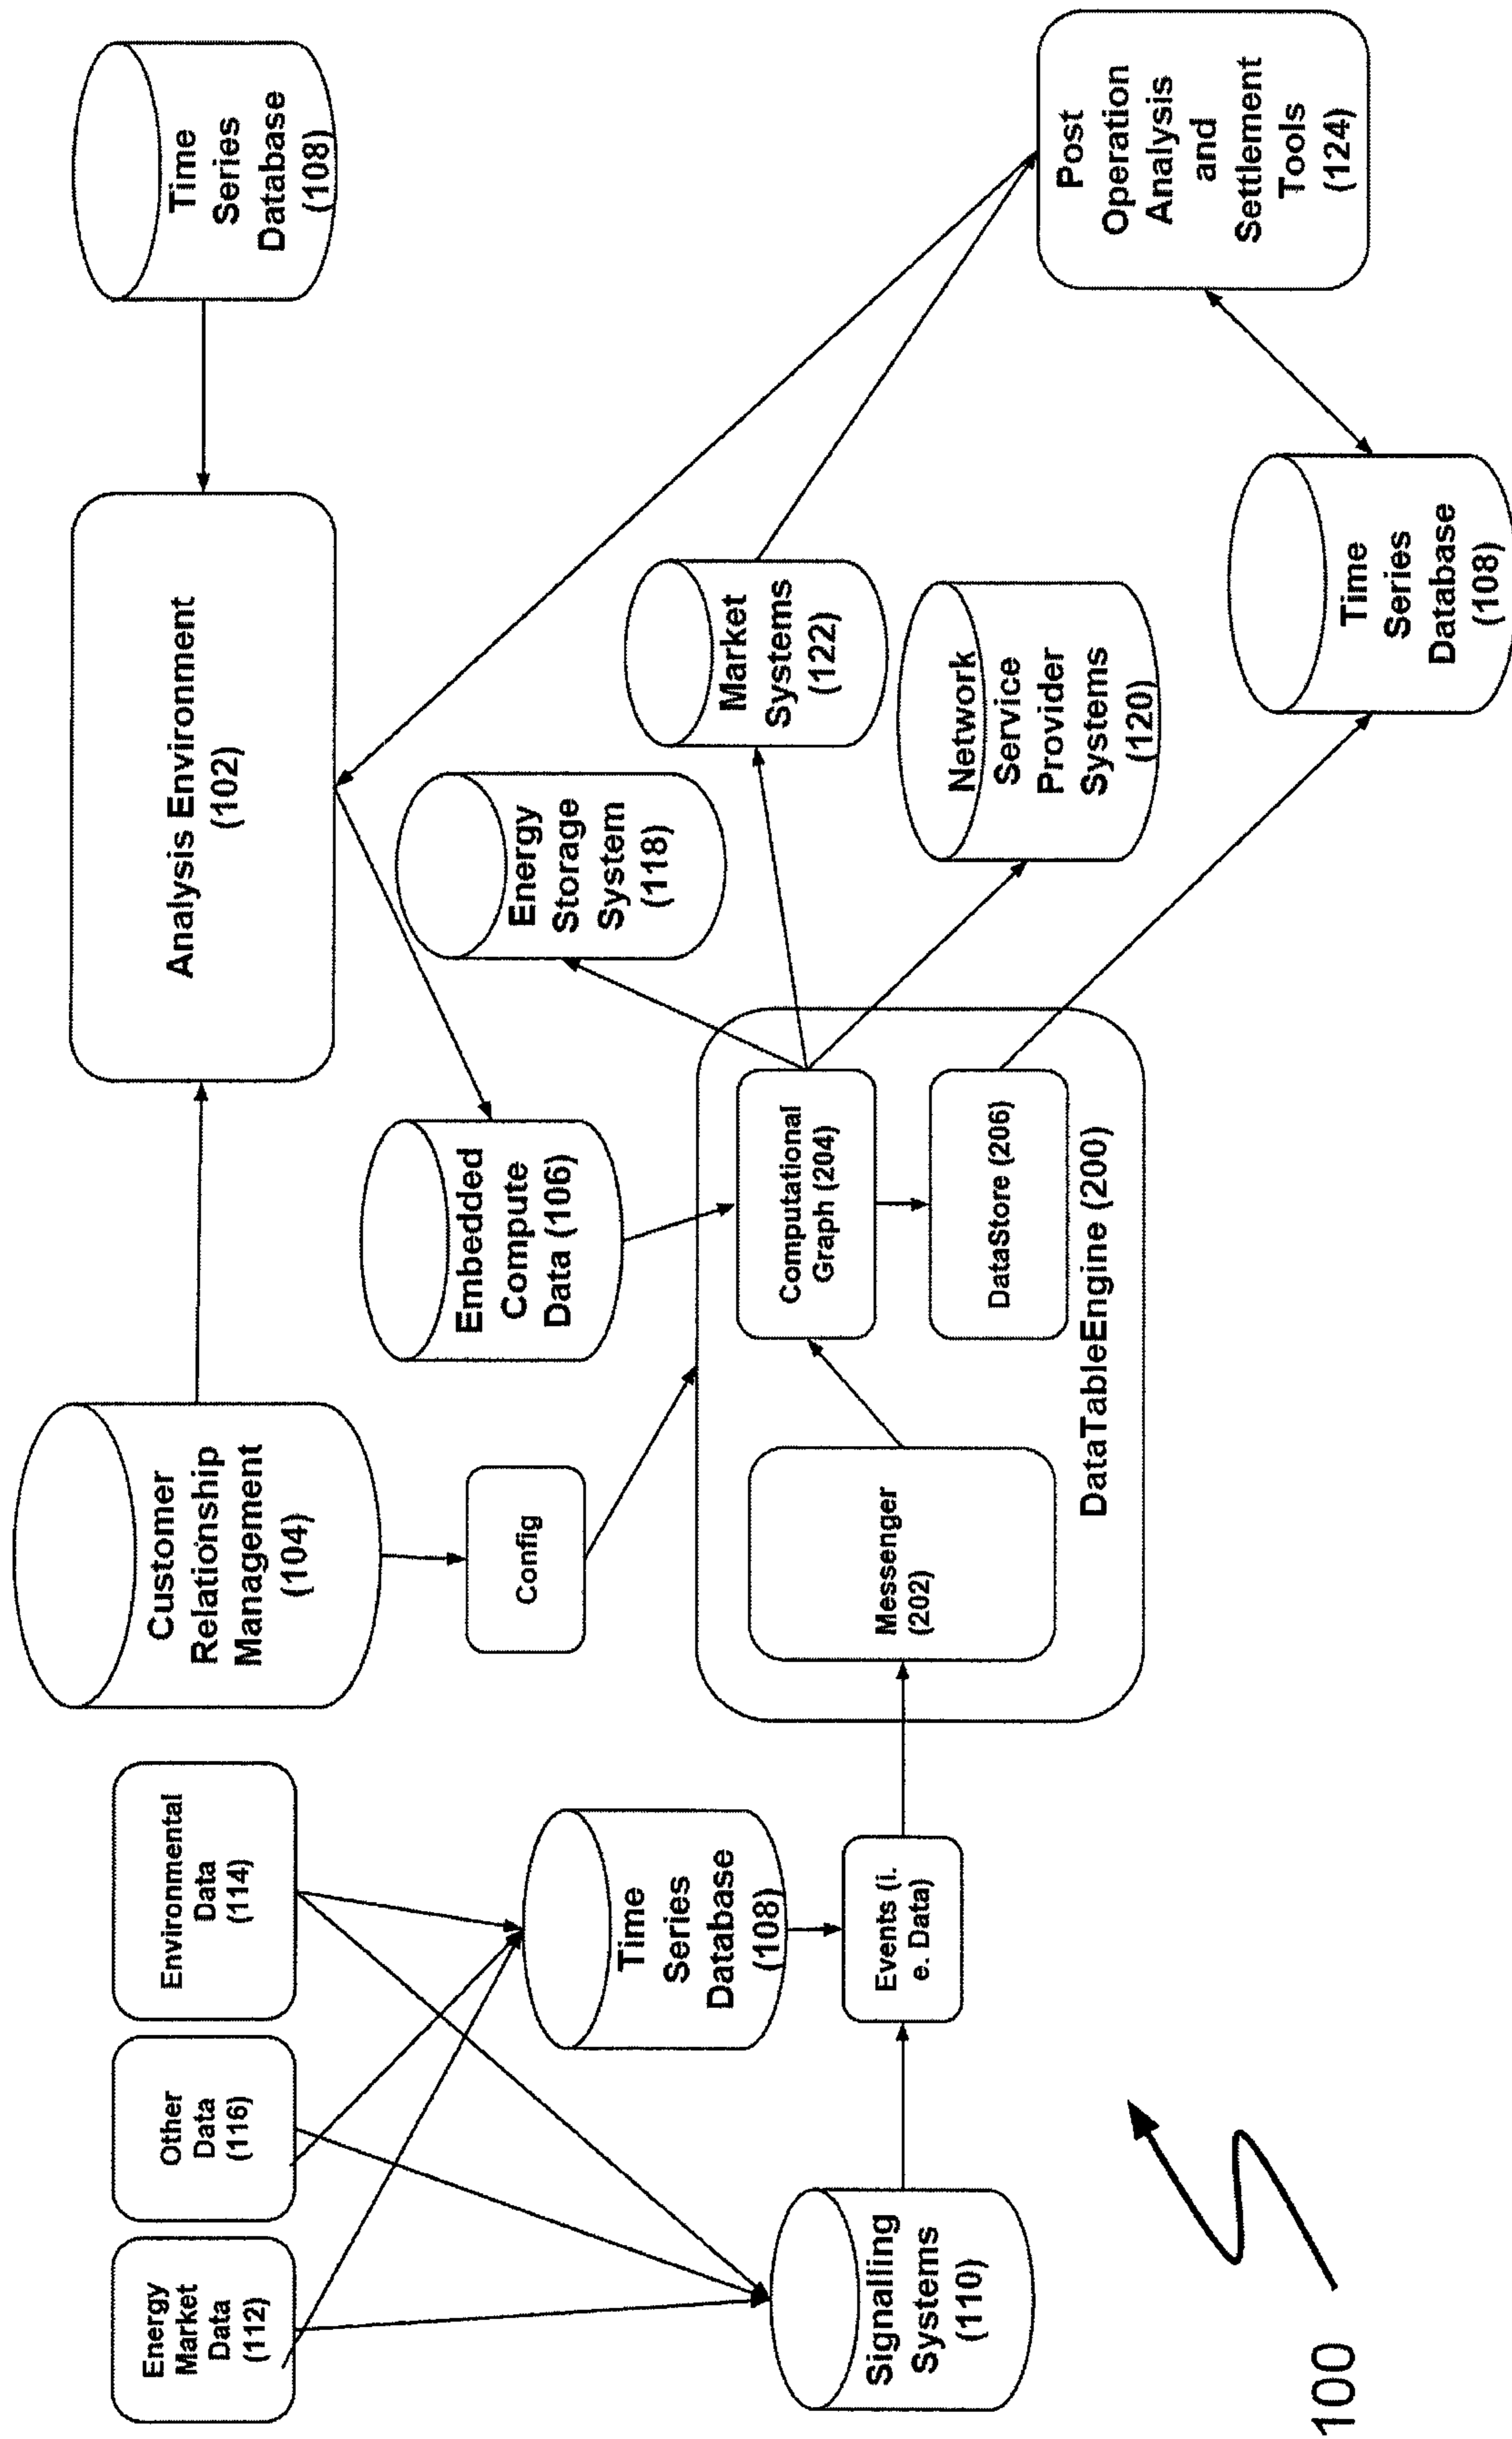 Energy
Market
Data
(112)
Other
Data
(116)
Environmental
Data
(114)
Customer
Relationship
Management
(104)
Analysis Environment
(102)
Time
Series
Database
(108)
Config
Embedded
Compute
Data (106)
Energy
Storage
System
(118)
Market
Systems
(122)
Network
Service
Provider
Systems
(120)
Time
Series
Database
(108)
Signalling
Systems
(110)
Events (i.
e. Data)
Messenger
(202)
Computational
Graph (204)
DataStore (206)
DataTableEngine (200)
Post
Operation
Analysis
and
Settlement
Tools
(124)
Time
Series
Database
(108)
100